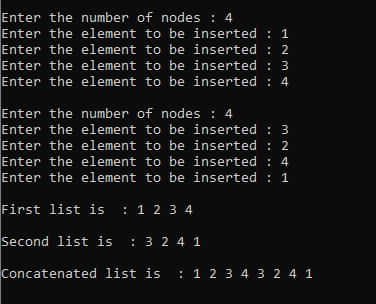 Enter the number of nodes : 4
Enter the element to be inserted : 1
Enter the element to be inserted : 2
Enter the element to be inserted : 3
Enter the element to be inserted : 4
Enter the number of nodes : 4
Enter the element to be inserted : 3
Enter the element to be inserted : 2
Enter the element to be inserted : 4
Enter the element to be inserted : 1
First list is  : 1 2 3 4
Second list is  : 3 2 4 1
Concatenated list is  : 1 2 3 4 3 2 4 1